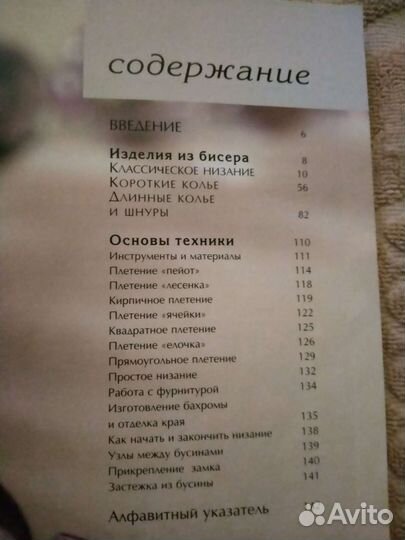 содержание
ВВЕДЕНИЕ 6
Изделия из бисера 8
КЛАССИЧЕСКОЕ НИЗАНИЕ 10
КОРОТКИЕ КОЛЬЕ 56
ДЛИННЫЕ КОЛЬЕ
И ШНУРЫ 82
Основы техники 110
Инструменты и материалы 111
Плетение «пейот» 114
Плетение «лесенка» 118
Кирпичное плетение 119
Плетение «ячейки» 122
Квадратное плетение 125
Плетение «елочка» 126
Прямоугольное плетение 129
Простое низание 132
Работа с фурнитурой 134
Изготовление бахромы
и отделка края 135
Как начать и закончить низание 138
Узлы между бусинами 139
Прикрепление замка 140
Застежка из бусины 141
Алфавитный указатель
Avito